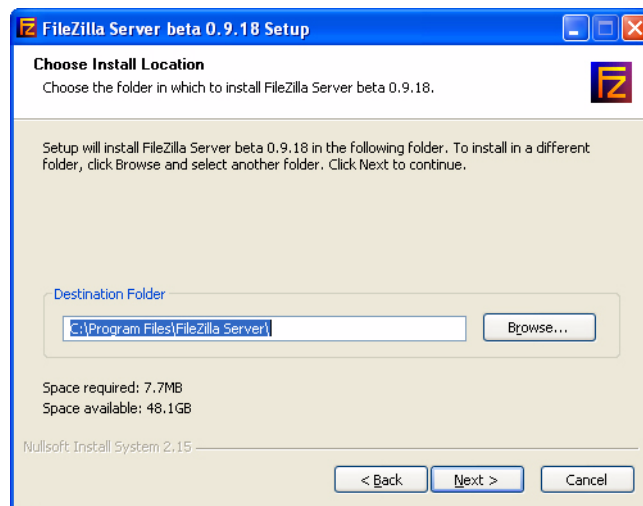 FileZilla Server beta 0.9.18 Setup
Choose Install Location
Choose the folder in which to install FileZilla Server beta 0.9.18.
FZ
Setup will install FileZilla Server beta 0.9.18 in the following folder. To install in a different
folder, click Browse and select another folder. Click Next to continue.
Destination Folder
C:\Program Files\FileZilla Server\
Browse...
Space required: 7.7MB
Space available: 48.1GB
Nullsoft Install System 2.15
< Back
Next >
Cancel